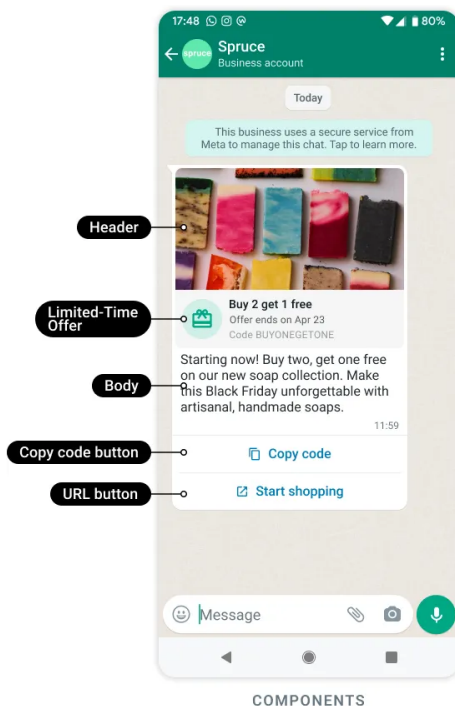 17:48 80%
spruce
Spruce
Business account
Today
This business uses a secure service from
Meta to manage this chat. Tap to learn more.
Header
Limited-Time
Offer
Buy 2 get 1 free
Offer ends on Apr 23
Code BUYONEGETONE
Body
Starting now! Buy two, get one free
on our new soap collection. Make
this Black Friday unforgettable with
artisanal, handmade soaps.
11:59
Copy code button
Copy code
URL button
Start shopping
Message
COMPONENTS